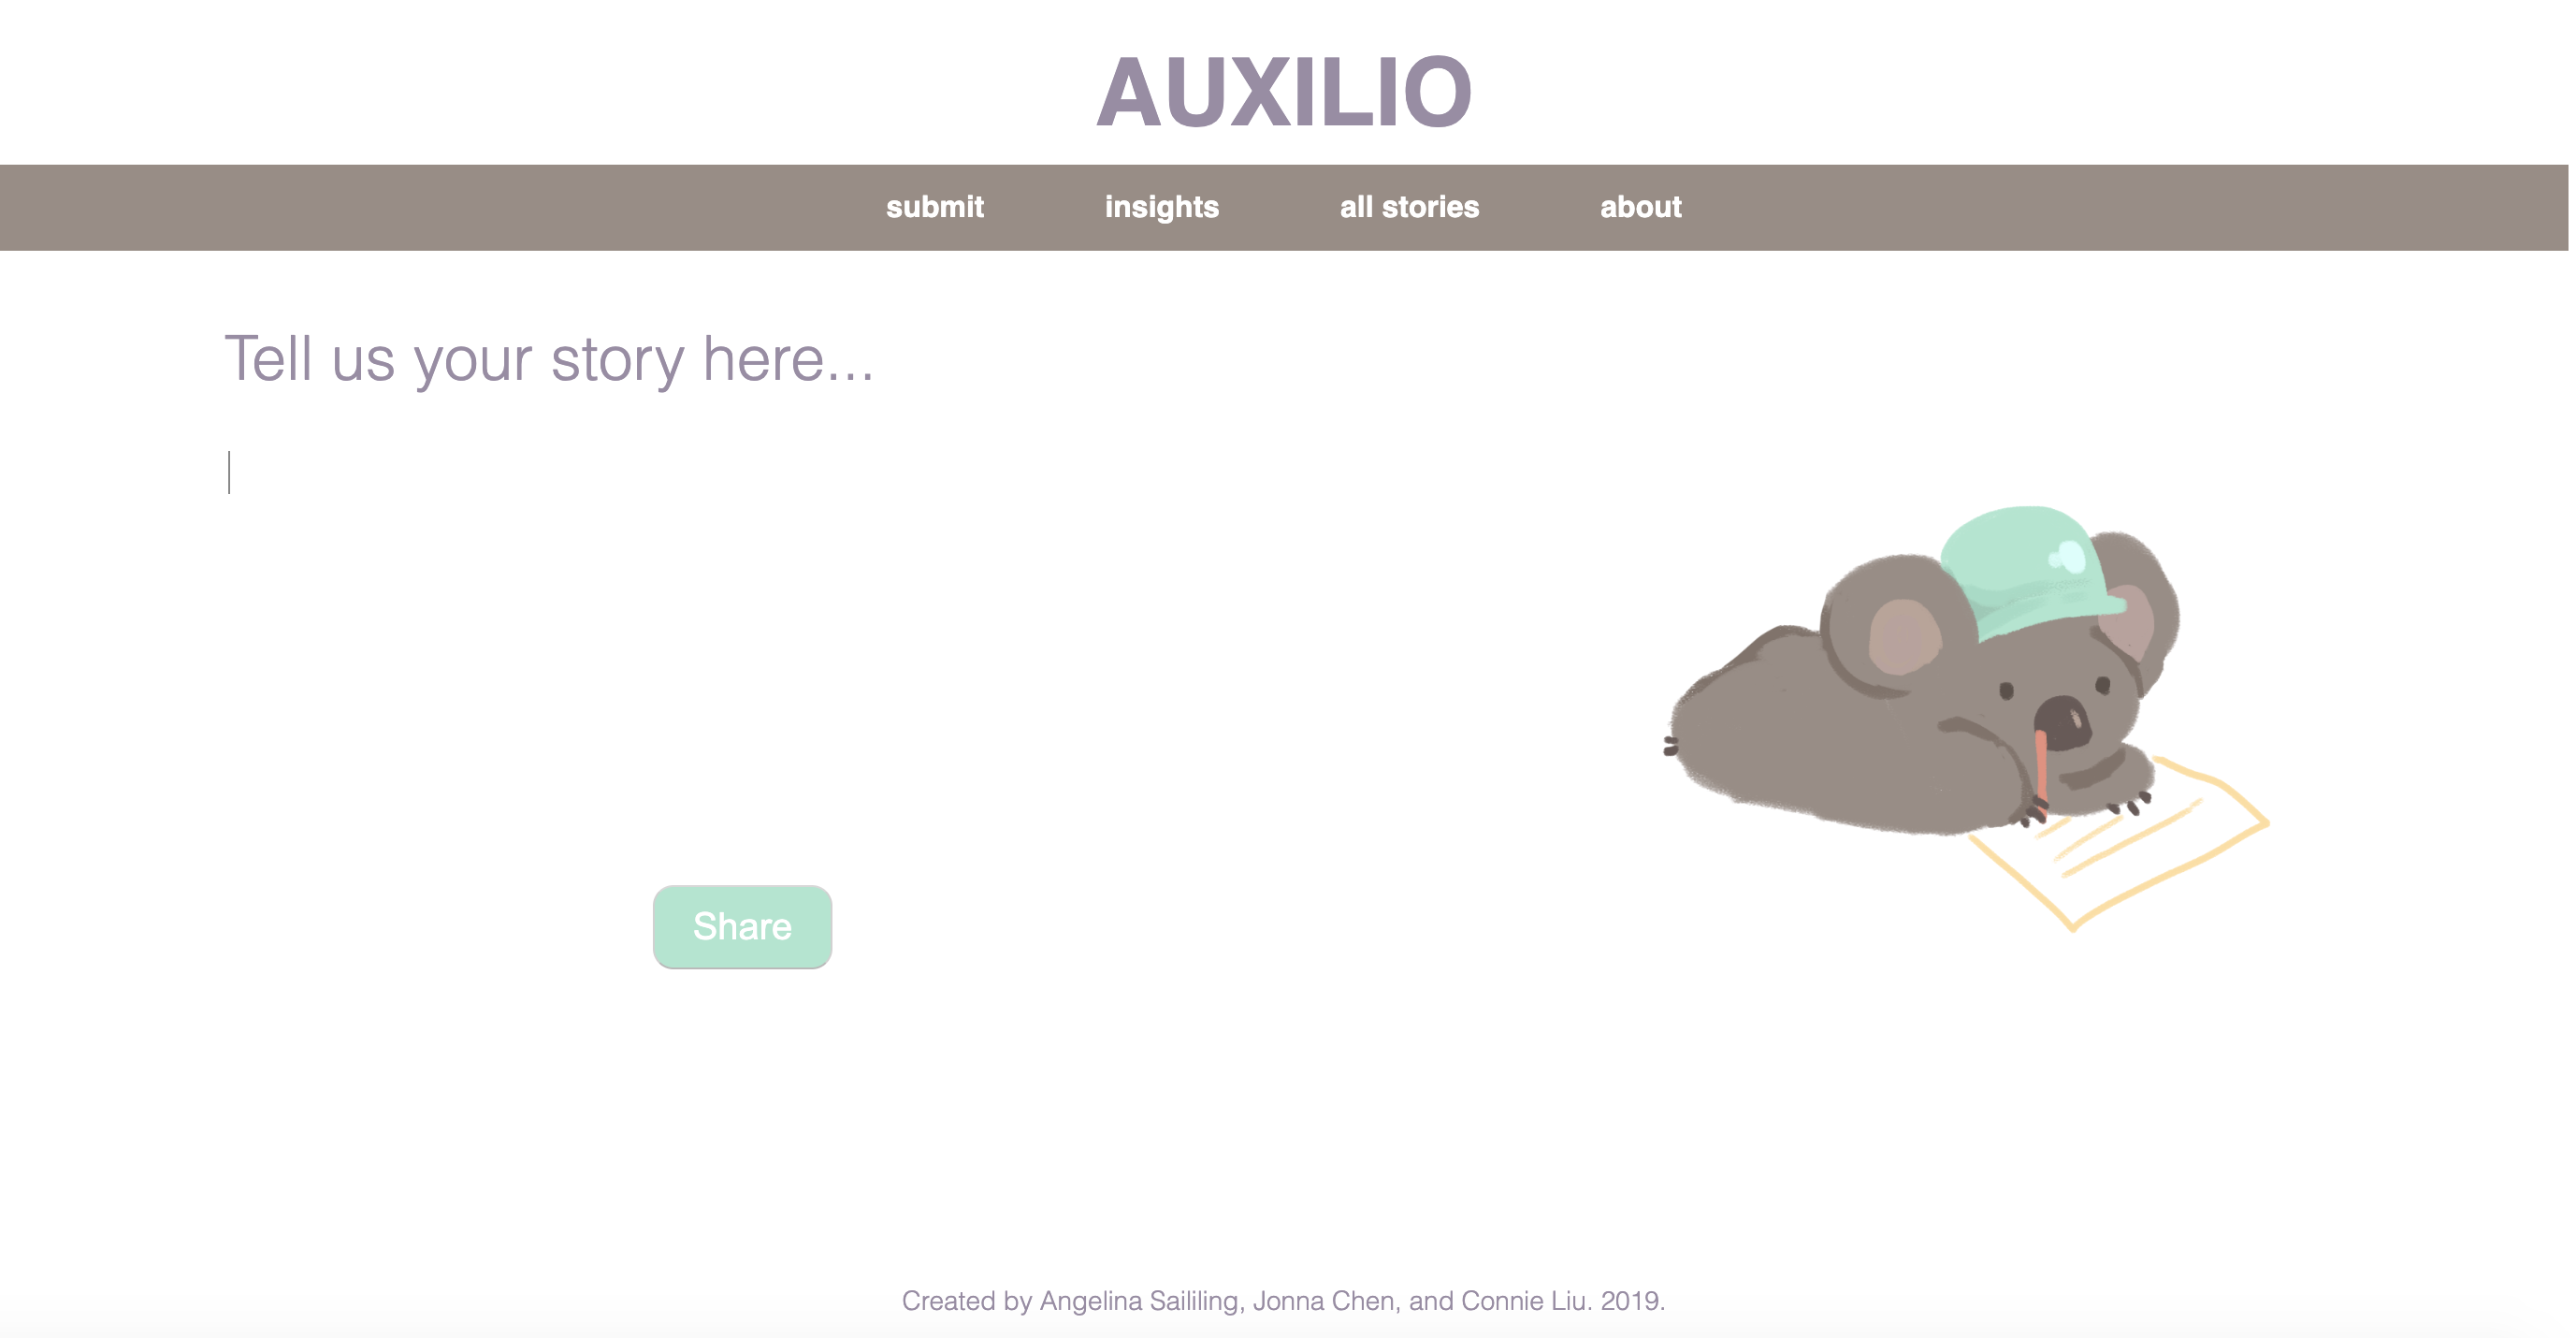 AUXILIO
submit insights all stories about
Tell us your story here...
Share
Created by Angelina Saililing, Jonna Chen, and Connie Liu. 2019.